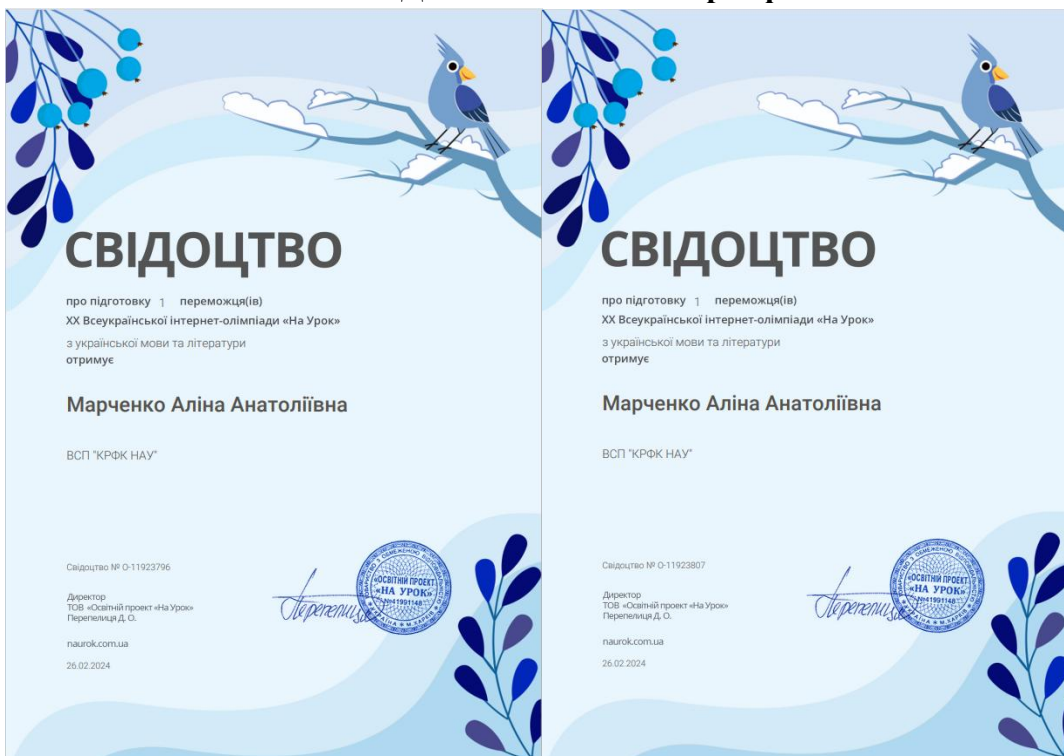 СВІДОЦТВО
про підготовку 1 переможця(ів)
XX Всеукраїнської інтернет-олімпіади «На Урок»
з української мови та літератури
отримує
Марченко Аліна Анатоліївна
ВСП "КРФК НАУ"
Свідоцтво № О-11923796
Директор
ТОВ «Освітній проект «На Урок»
Перепелиця Д. О.
naurok.com.ua
26.02.2024
«ОСВІТНІЙ ПРОЕКТ
«НА УРОК»
№41991148
СВІДОЦТВО
про підготовку 1 переможця(ів)
XX Всеукраїнської інтернет-олімпіади «На Урок»
з української мови та літератури
отримує
Марченко Аліна Анатоліївна
ВСП "КРФК НАУ"
Свідоцтво № О-11923807
Директор
ТОВ «Освітній проект «На Урок»
Перепелиця Д. О.
naurok.com.ua
26.02.2024
«ОСВІТНІЙ ПРОЕКТ
«НА УРОК»
№41991148